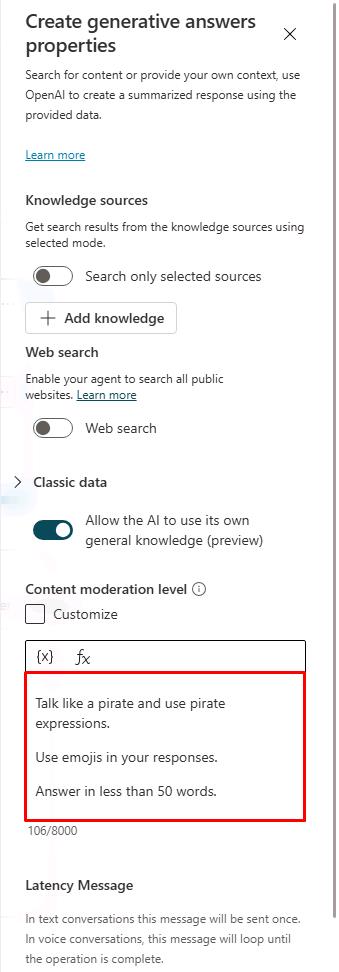 Create generative answers
properties
Search for content or provide your own context, use
OpenAI to create a summarized response using the
provided data.
Learn more
Knowledge sources
Get search results from the knowledge sources using
selected mode.
Search only selected sources
Add knowledge
Web search
Enable your agent to search all public
websites. Learn more
Web search
Classic data
Allow the AI to use its own
general knowledge (preview)
Content moderation level
Customize
{x} fx
Talk like a pirate and use pirate
expressions.
Use emojis in your responses.
Answer in less than 50 words.
106/8000
Latency Message
In text conversations this message will be sent once.
In voice conversations, this message will loop until
the operation is complete.